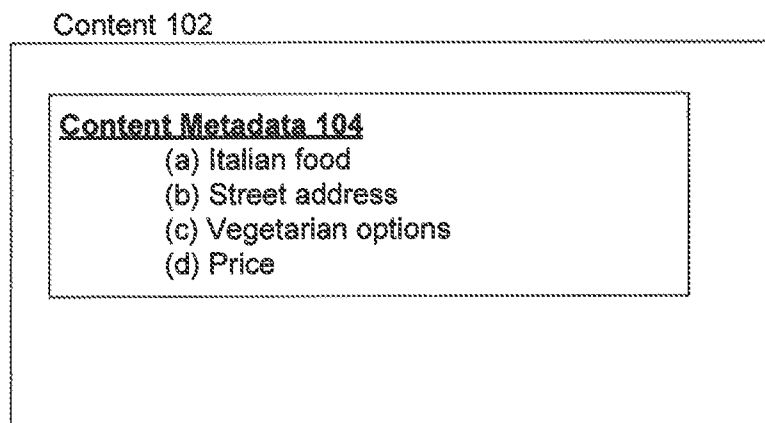 Content 102
Content Metadata 104
(a) Italian food
(b) Street address
(c) Vegetarian options
(d) Price